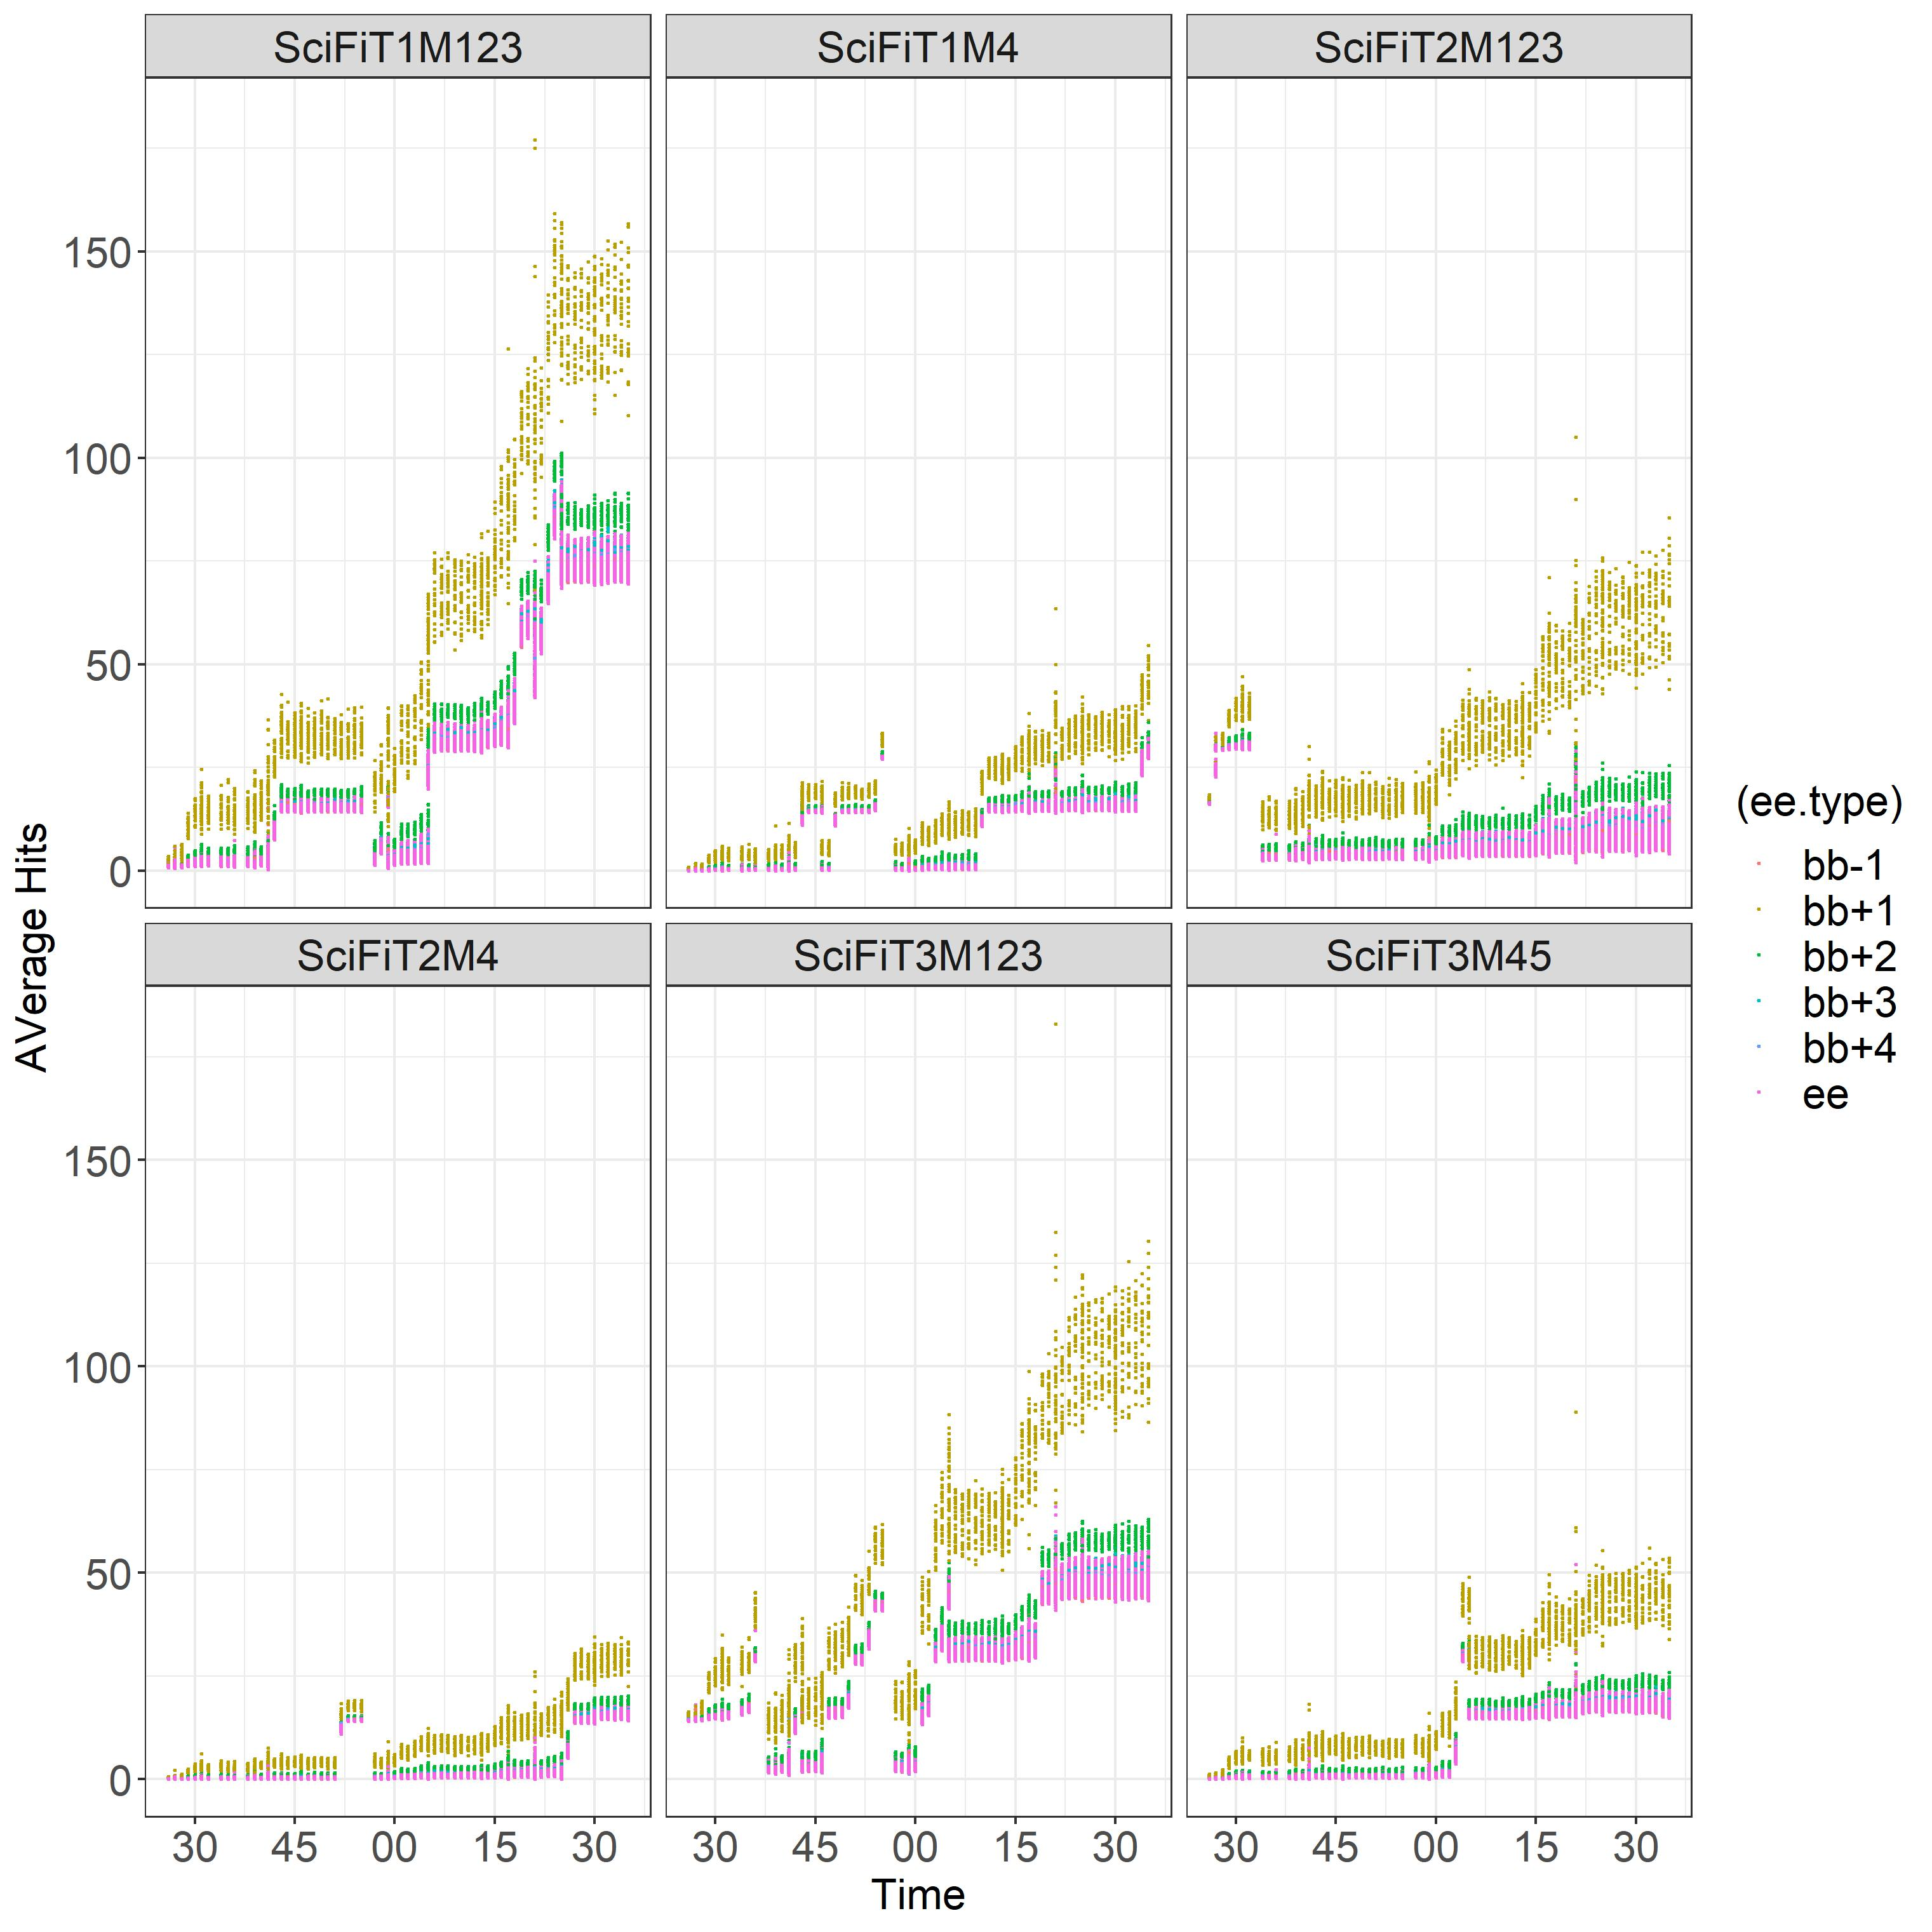 SciFiT1M123 SciFiT1M4 SciFiT2M123
150
100
50
0
SciFiT2M4 SciFiT3M123 SciFiT3M45
150
100
50
0
30 45 00 15 30 30 45 00 15 30 30 45 00 15 30
Time
AVerage Hits
(ee.type)
bb-1
bb+1
bb+2
bb+3
bb+4
ee